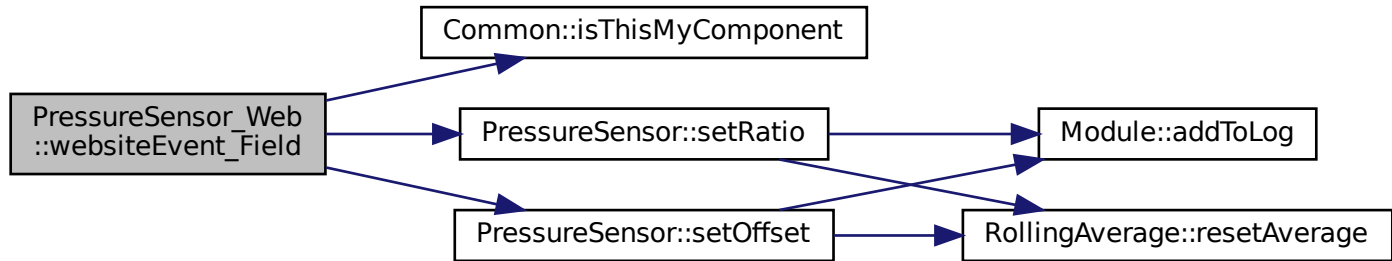 PressureSensor_Web
::websiteEvent_Field
Common::isThisMyComponent
PressureSensor::setRatio
PressureSensor::setOffset
Module::addToLog
RollingAverage::resetAverage